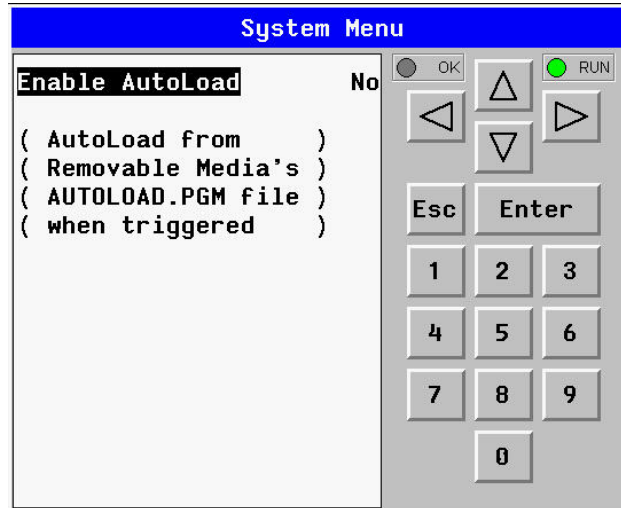 System Menu
Enable AutoLoad No
( AutoLoad from )
( Removable Media's )
( AUTOLOAD.PGM file )
( when triggered )
OK
RUN
Esc
Enter
1 2 3
4 5 6
7 8 9
0